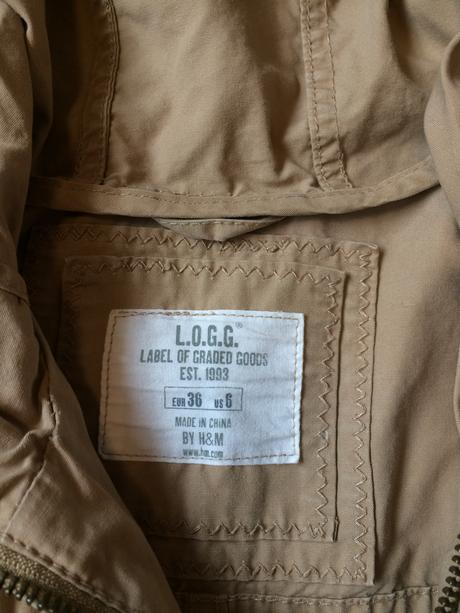 L.O.G.G.®
LABEL OF GRADED GOODS
EST. 1993
EUR 36 US 6
MADE IN CHINA
BY H&M
www.hm.com